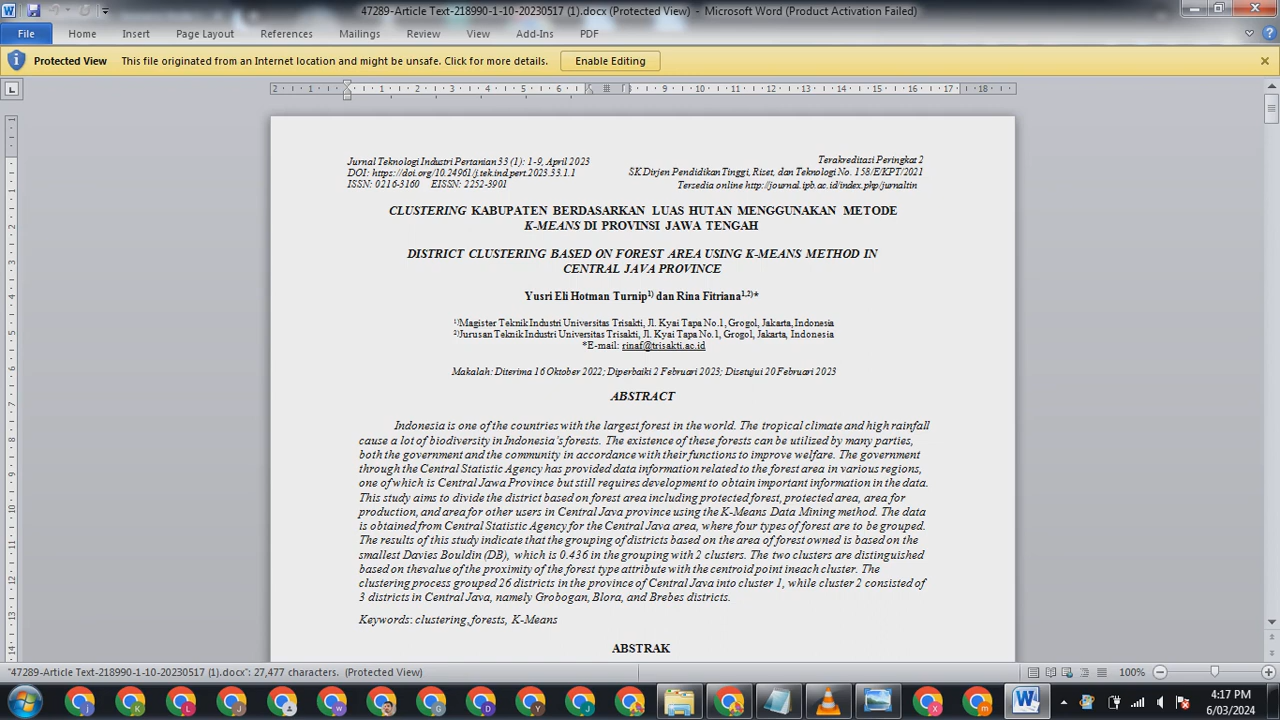 47289-Article Text-218990-1-10-20230517 (1).docx (Protected View) - Microsoft Word (Product Activation Failed)
File Home Insert Page Layout References Mailings Review View Add-Ins PDF
Protected View This file originated from an Internet location and might be unsafe. Click for more details. Enable Editing
2 1 1 2 3 4 5 6 8 9 10 11 12 13 14 15 16 17 18
Jurnal Teknologi Industri Pertanian 33 (1): 1-9, April 2023
DOI: https://doi.org/10.24961/j.tek.ind.pert.2023.33.1.1
ISSN: 0216-3160 EISSN: 2252-3901
Terakreditasi Peringkat 2
SK Dirjen Pendidikan Tinggi, Riset, dan Teknologi No. 158/E/KPT/2021
Tersedia online http://journal.ipb.ac.id/index.php/jurnaltin
CLUSTERING KABUPATEN BERDASARKAN LUAS HUTAN MENGGUNAKAN METODE
K-MEANS DI PROVINSI JAWA TENGAH
DISTRICT CLUSTERING BASED ON FOREST AREA USING K-MEANS METHOD IN
CENTRAL JAVA PROVINCE
Yusri Eli Hotman Turnip1) dan Rina Fitriana1,2)*
1)Magister Teknik Industri Universitas Trisakti, Jl. Kyai Tapa No.1, Grogol, Jakarta, Indonesia
2)Jurusan Teknik Industri Universitas Trisakti, Jl. Kyai Tapa No.1, Grogol, Jakarta, Indonesia
*E-mail: rinaf@trisakti.ac.id
Makalah: Diterima 16 Oktober 2022; Diperbaiki 2 Februari 2023; Disetujui 20 Februari 2023
ABSTRACT
Indonesia is one of the countries with the largest forest in the world. The tropical climate and high rainfall
cause a lot of biodiversity in Indonesia's forests. The existence of these forests can be utilized by many parties,
both the government and the community in accordance with their functions to improve welfare. The government
through the Central Statistic Agency has provided data information related to the forest area in various regions,
one of which is Central Jawa Province but still requires development to obtain important information in the data.
This study aims to divide the district based on forest area including protected forest, protected area, area for
production, and area for other users in Central Java province using the K-Means Data Mining method. The data
is obtained from Central Statistic Agency for the Central Java area, where four types of forest are to be grouped.
The results of this study indicate that the grouping of districts based on the area of forest owned is based on the
smallest Davies Bouldin (DB), which is 0.436 in the grouping with 2 clusters. The two clusters are distinguished
based on thevalue of the proximity of the forest type attribute with the centroid point ineach cluster. The
clustering process grouped 26 districts in the province of Central Java into cluster 1, while cluster 2 consisted of
3 districts in Central Java, namely Grobogan, Blora, and Brebes districts.
Keywords: clustering,forests, K-Means
ABSTRAK
"47289-Article Text-218990-1-10-20230517 (1).docx": 27,477 characters. (Protected View) 100%
4:17 PM
6/03/2024